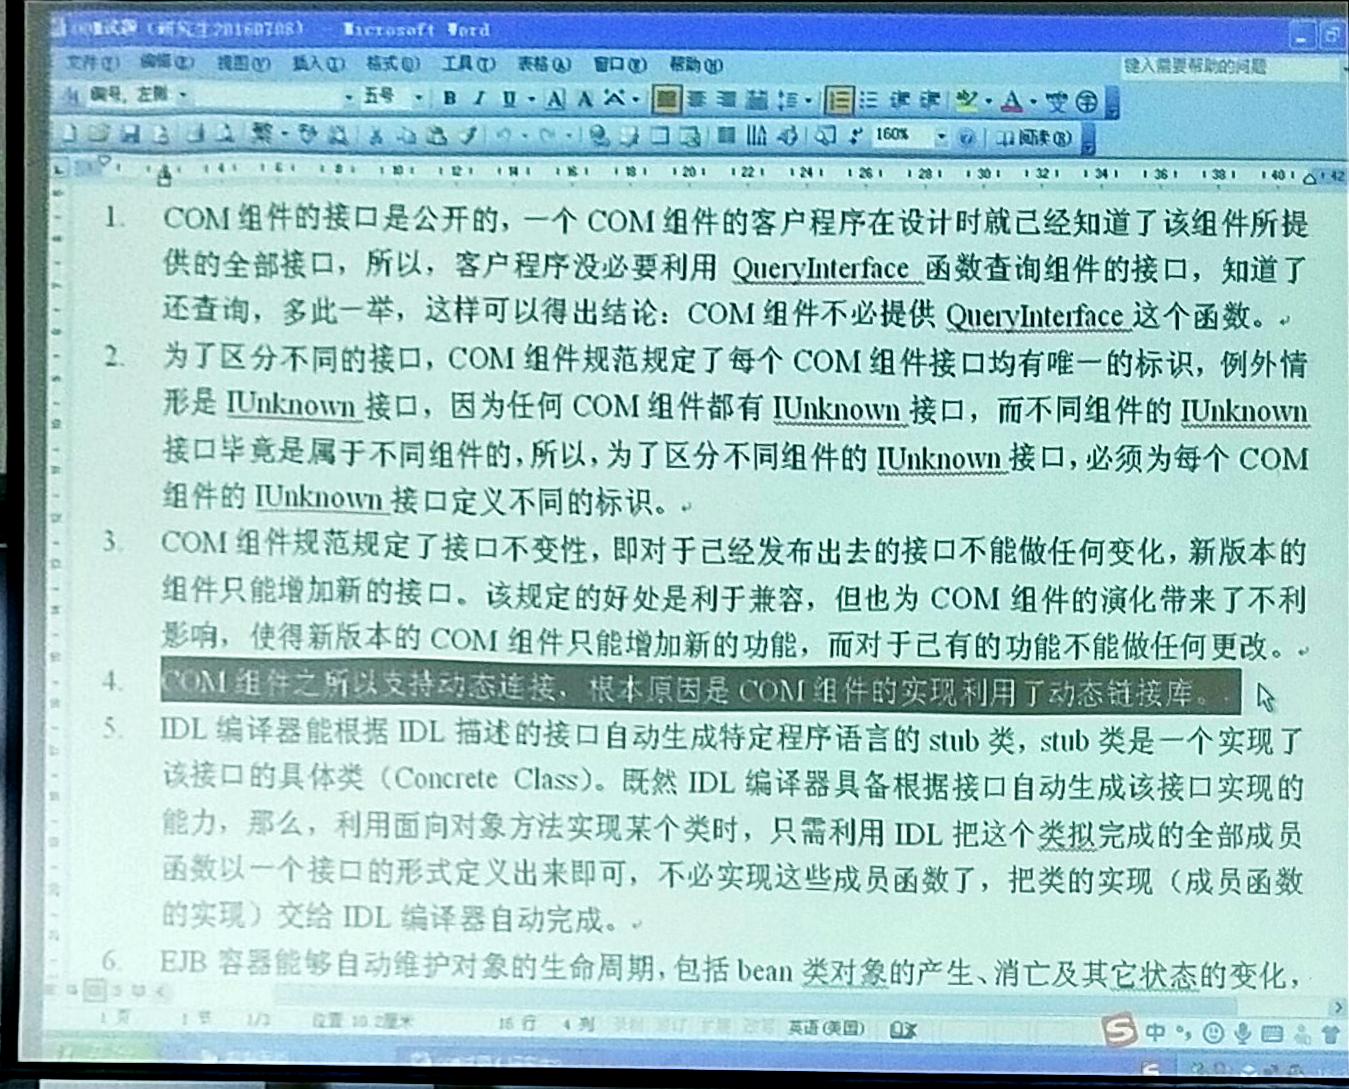 试题（研究生20160708） - Microsoft Word
文件(F) 编辑(E) 视图(V) 插入(I) 格式(O) 工具(T) 表格(A) 窗口(W) 帮助(H) 键入需要帮助的问题
编号, 左侧 五号 B I U A A
160% 阅读(R)
2 4 6 8 10 12 14 16 18 20 22 24 26 28 30 32 34 36 38 40 42
1. COM 组件的接口是公开的，一个 COM 组件的客户程序在设计时就已经知道了该组件所提
供的全部接口，所以，客户程序没必要利用 QueryInterface 函数查询组件的接口，知道了
还查询，多此一举，这样可以得出结论：COM 组件不必提供 QueryInterface 这个函数。
2. 为了区分不同的接口，COM 组件规范规定了每个 COM 组件接口均有唯一的标识，例外情
形是 IUnknown 接口，因为任何 COM 组件都有 IUnknown 接口，而不同组件的 IUnknown
接口毕竟是属于不同组件的，所以，为了区分不同组件的 IUnknown 接口，必须为每个 COM
组件的 IUnknown 接口定义不同的标识。
3. COM 组件规范规定了接口不变性，即对于已经发布出去的接口不能做任何变化，新版本的
组件只能增加新的接口。该规定的好处是利于兼容，但也为 COM 组件的演化带来了不利
影响，使得新版本的 COM 组件只能增加新的功能，而对于已有的功能不能做任何更改。
4. COM 组件之所以支持动态连接，根本原因是 COM 组件的实现利用了动态链接库。
5. IDL 编译器能根据 IDL 描述的接口自动生成特定程序语言的 stub 类，stub 类是一个实现了
该接口的具体类（Concrete Class）。既然 IDL 编译器具备根据接口自动生成该接口实现的
能力，那么，利用面向对象方法实现某个类时，只需利用 IDL 把这个类拟完成的全部成员
函数以一个接口的形式定义出来即可，不必实现这些成员函数了，把类的实现（成员函数
的实现）交给 IDL 编译器自动完成。
6. EJB 容器能够自动维护对象的生命周期，包括 bean 类对象的产生、消亡及其它状态的变化，
1 页 1 节 1/3 位置 10.2厘米 16 行 4 列 录制 修订 扩展 改写 英语(美国)
S 中